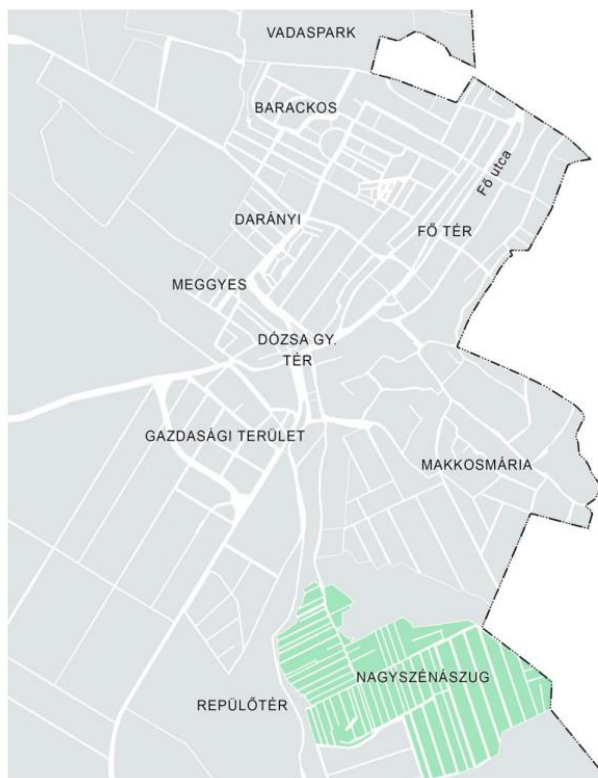 VADASPARK
BARACKOS
Fő utca
DARÁNYI
FŐ TÉR
MEGGYES
DÓZSA GY.
TÉR
GAZDASÁGI TERÜLET
MAKKOSMÁRIA
NAGYSZÉNÁSZUG
REPÜLŐTÉR